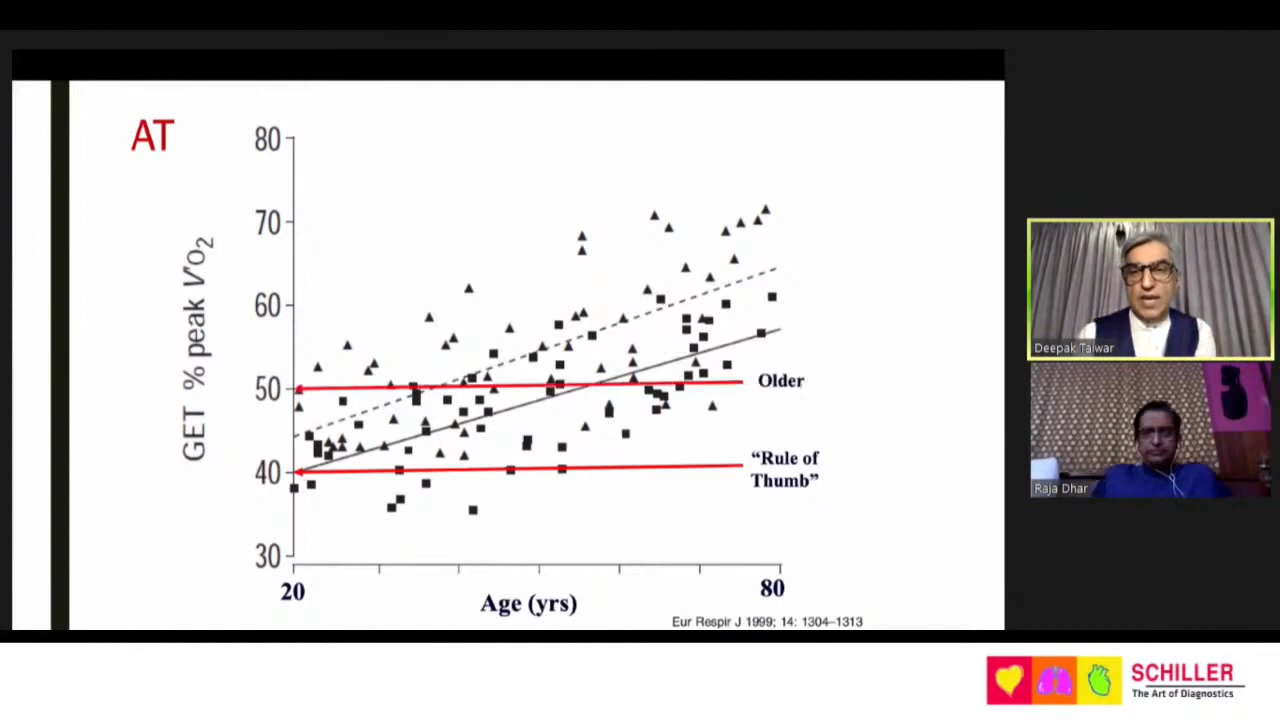 AT
GET % peak V'O2
80
70
60
50
40
30
20
80
Age (yrs)
Older
“Rule of
Thumb”
Eur Respir J 1999; 14: 1304–1313
Deepak Talwar
Raja Dhar
SCHILLER
The Art of Diagnostics